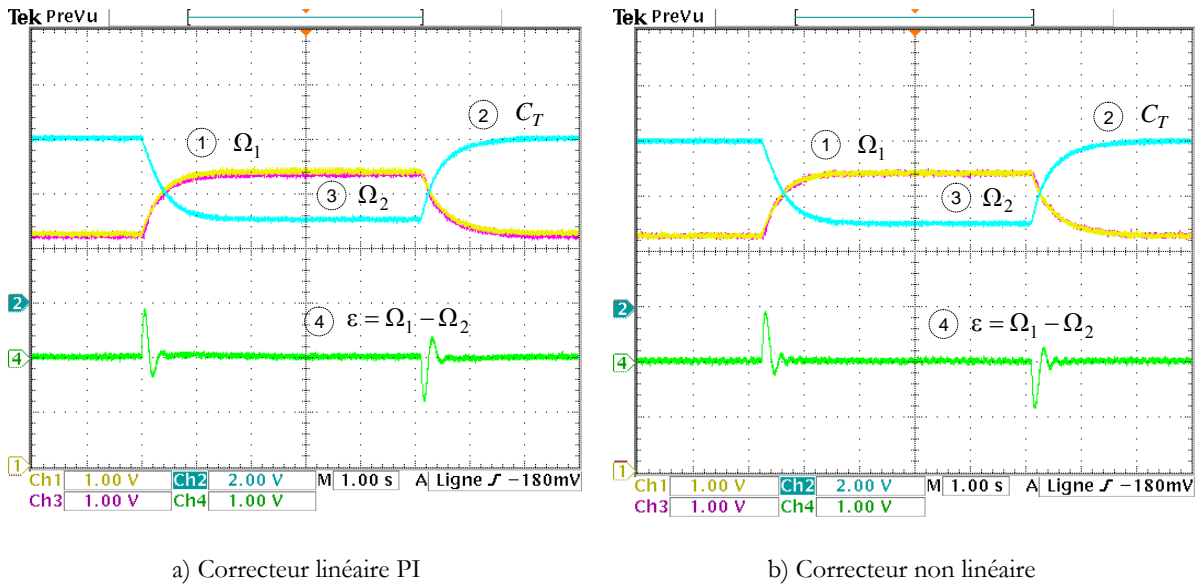 Tek PreVu
1 Ω1
2 CT
3 Ω2
4 ε = Ω1 − Ω2
2
4
1
Ch1 1.00 V Ch2 2.00 V M 1.00 s A Ligne ƒ −180mV
Ch3 1.00 V Ch4 1.00 V
a) Correcteur linéaire PI
Tek PreVu
1 Ω1
2 CT
3 Ω2
4 ε = Ω1 − Ω2
2
4
1
Ch1 1.00 V Ch2 2.00 V M 1.00 s A Ligne ƒ −180mV
Ch3 1.00 V Ch4 1.00 V
b) Correcteur non linéaire